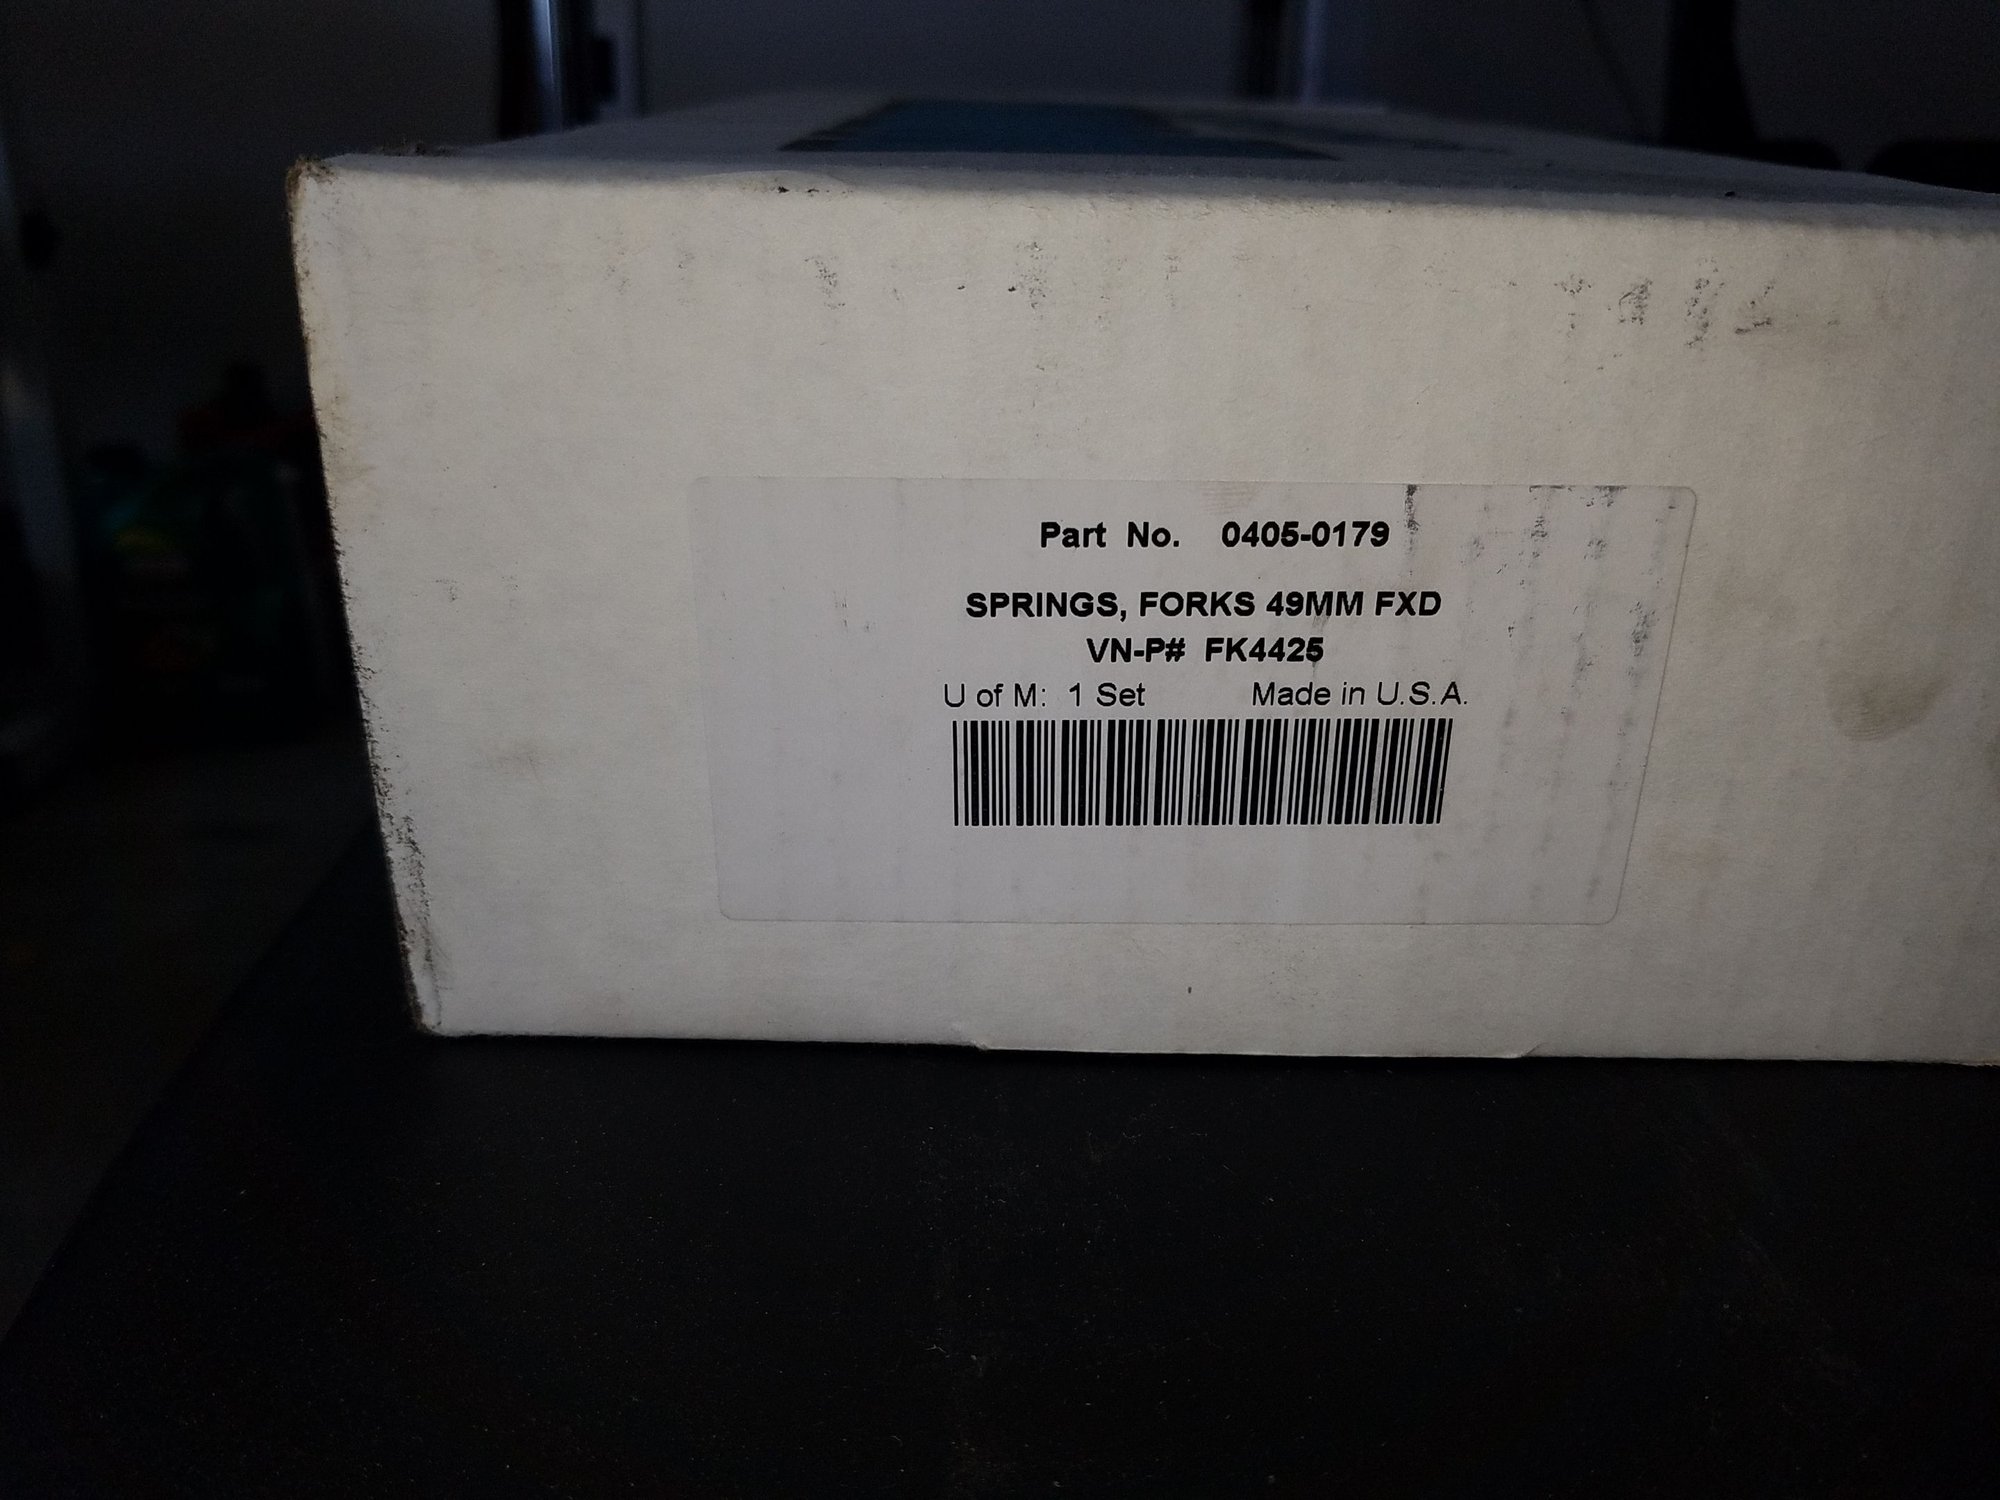 Part No. 0405-0179
SPRINGS, FORKS 49MM FXD
VN-P# FK4425
U of M: 1 Set Made in U.S.A.